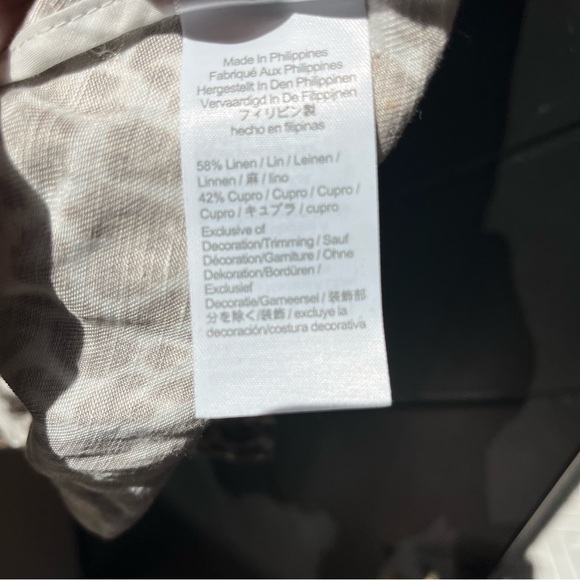 Made In Philippines
Fabriqué Aux Philippines
Hergestellt In Den Philippinen
Vervaardigd In De Filippijnen
フィリピン製
hecho en filipinas
58% Linen / Lin / Leinen /
Linnen / 麻 / lino
42% Cupro / Cupro / Cupro /
Cupro / キュプラ / cupro
Exclusive of
Decoration/Trimming / Sauf
Décoration/Garniture / Ohne
Dekoration/Bordüren /
Exclusief
Decoratie/Garneersel / 装飾部
分を除く/装飾 / excluye la
decoración/costura decorativa